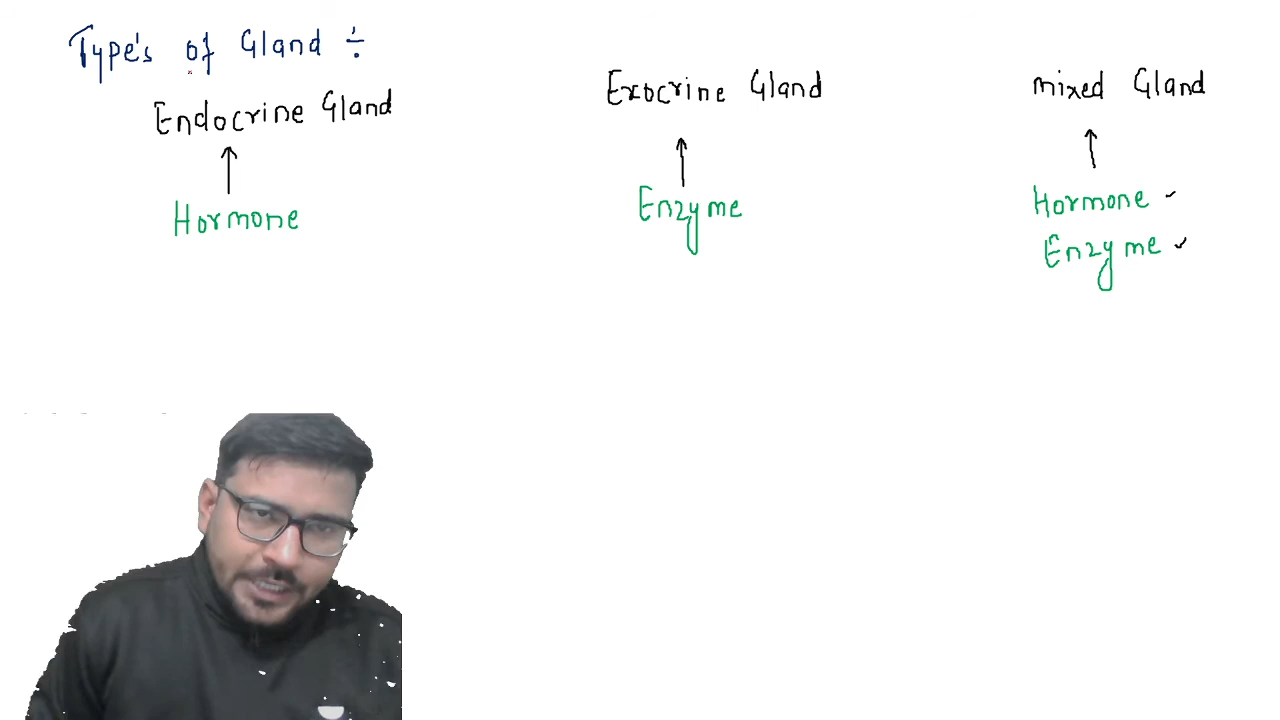 Type's of Gland ÷
Endocrine Gland
Hormone
Exocrine Gland
Enzyme
mixed Gland
Hormone ✓
Enzyme ✓